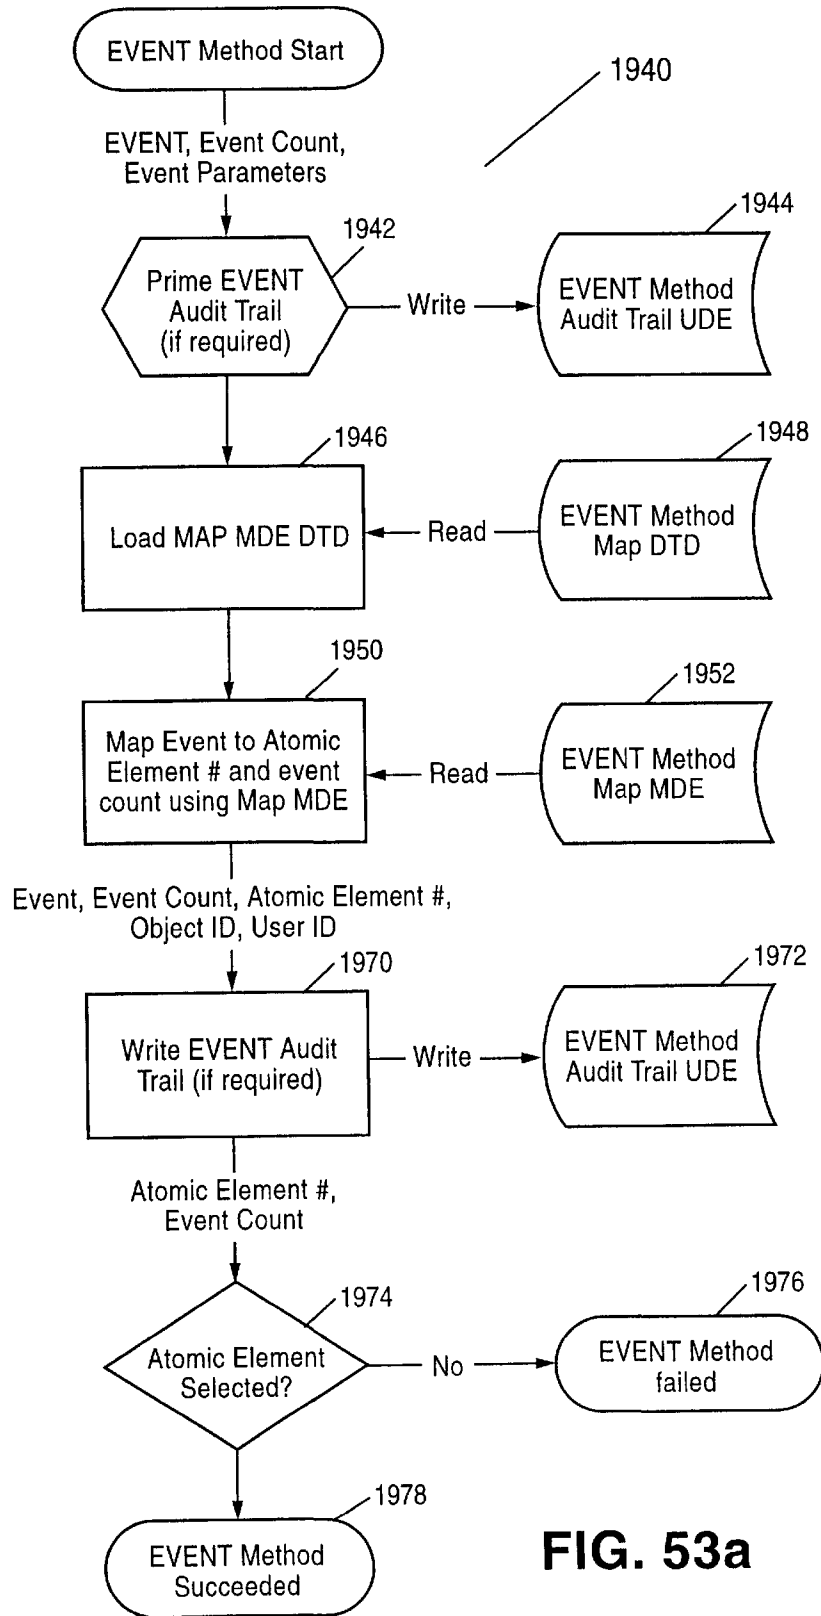 EVENT Method Start
1940
EVENT, Event Count,
Event Parameters
1942
1944
Prime EVENT
Audit Trail
(if required)
Write
EVENT Method
Audit Trail UDE
1946
1948
Load MAP MDE DTD
Read
EVENT Method
Map DTD
1950
1952
Map Event to Atomic
Element # and event
count using Map MDE
Read
EVENT Method
Map MDE
Event, Event Count, Atomic Element #,
Object ID, User ID
1970
1972
Write EVENT Audit
Trail (if required)
Write
EVENT Method
Audit Trail UDE
Atomic Element #,
Event Count
1974
1976
Atomic Element
Selected?
No
EVENT Method
failed
1978
EVENT Method
Succeeded
FIG. 53a